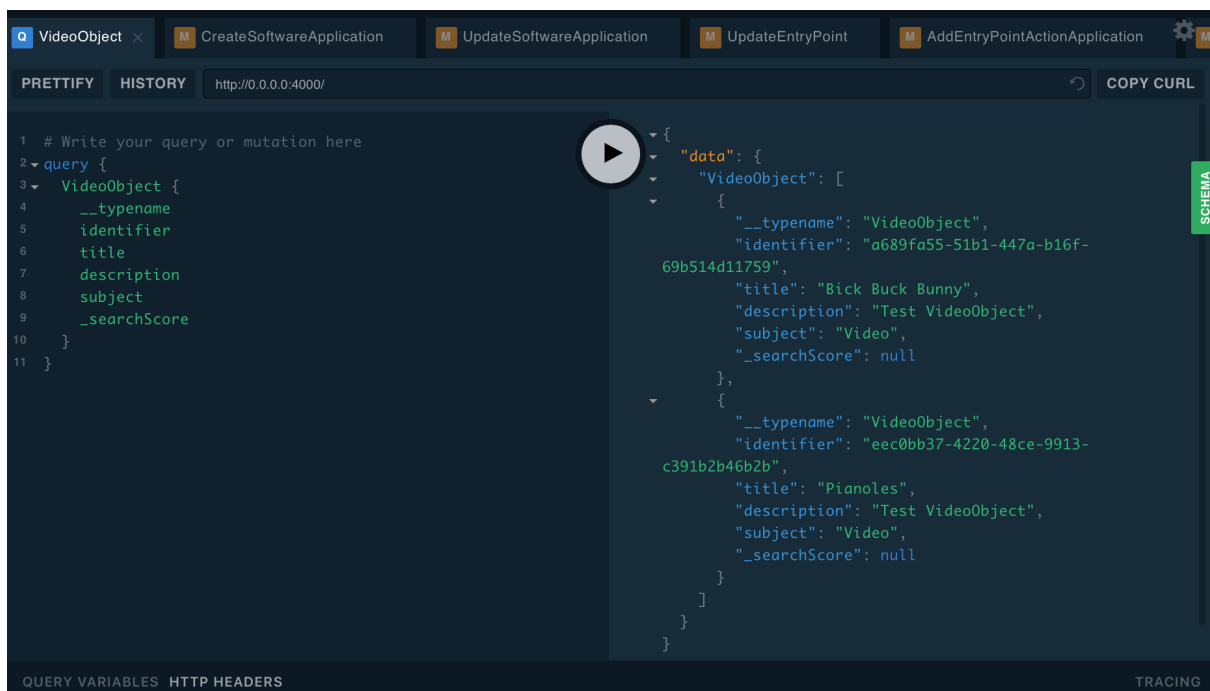 Q VideoObject × M CreateSoftwareApplication M UpdateSoftwareApplication M UpdateEntryPoint M AddEntryPointActionApplication M
PRETTIFY HISTORY http://0.0.0.0:4000/ COPY CURL
1 # Write your query or mutation here
2 query {
3 VideoObject {
4 __typename
5 identifier
6 title
7 description
8 subject
9 _searchScore
10 }
11 }
{
"data": {
"VideoObject": [
{
"__typename": "VideoObject",
"identifier": "a689fa55-51b1-447a-b16f-
69b514d11759",
"title": "Bick Buck Bunny",
"description": "Test VideoObject",
"subject": "Video",
"_searchScore": null
},
{
"__typename": "VideoObject",
"identifier": "eec0bb37-4220-48ce-9913-
c391b2b46b2b",
"title": "Pianoles",
"description": "Test VideoObject",
"subject": "Video",
"_searchScore": null
}
]
}
}
SCHEMA
QUERY VARIABLES HTTP HEADERS TRACING